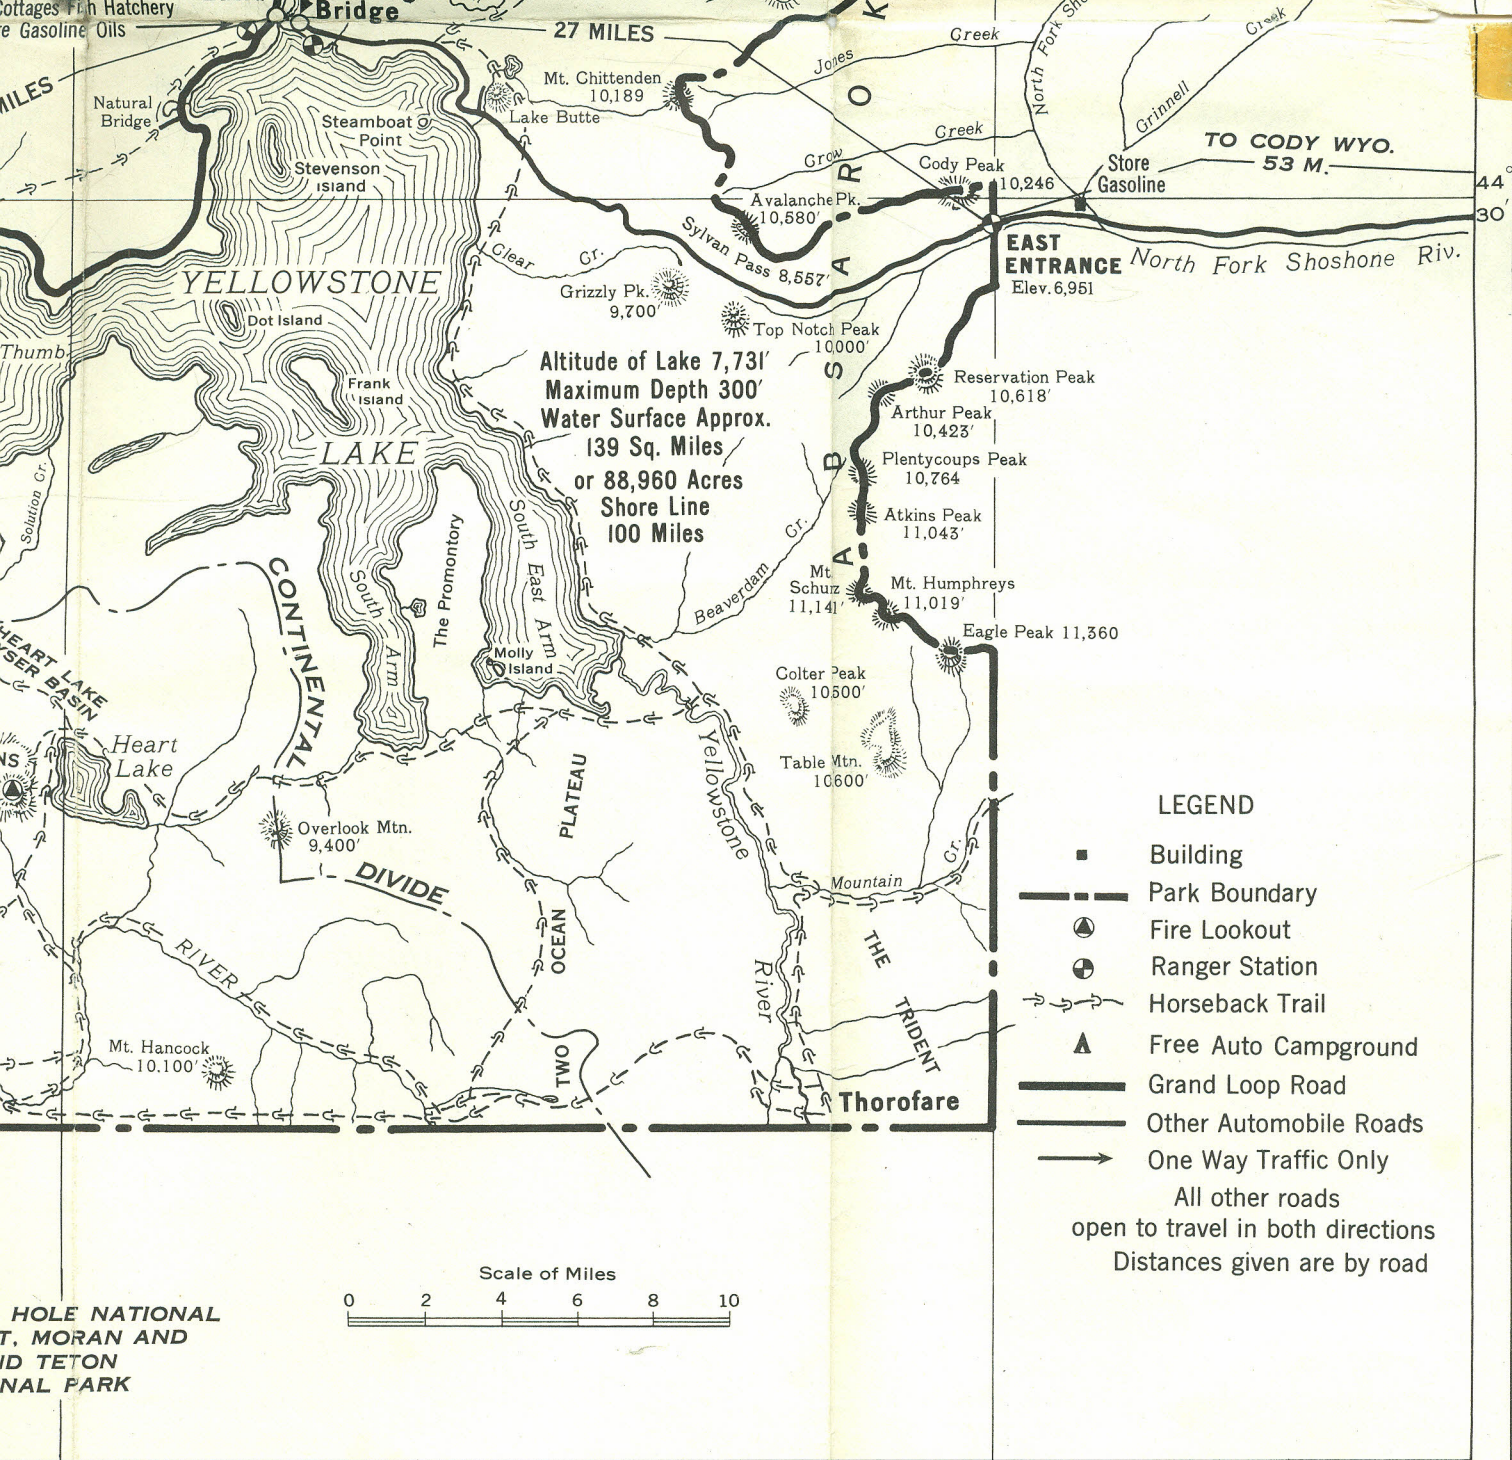 Cottages Fish Hatchery
Gasoline Oils
Bridge
MILES
27 MILES
K
Jones
Creek
North Fork Sho
Creek
Grinnell
Natural
Bridge
Mt. Chittenden
10,189
Lake Butte
Steamboat
Point
O
Crow
Creek
TO CODY WYO.
53 M.
Store
Gasoline
Stevenson
Island
R
Cody Peak
10,246
44°
30'
Avalanche Pk.
10,580'
Sylvan Pass 8,557'
EAST
ENTRANCE
Elev. 6,951
North Fork Shoshone Riv.
Clear
Cr.
A
YELLOWSTONE
Grizzly Pk.
9,700'
Dot Island
Top Notch Peak
10000'
Thumb
Altitude of Lake 7,731'
Maximum Depth 300'
Water Surface Approx.
139 Sq. Miles
or 88,960 Acres
Shore Line
100 Miles
S
Frank
Island
Reservation Peak
10,618'
Arthur Peak
10,423'
LAKE
B
Plentycoups Peak
10,764
Solution Cr.
South East Arm
Atkins Peak
11,043'
Cr.
A
The Promontory
South Arm
Beaverdam
Mt.
Schurz
11,141'
Mt. Humphreys
11,019'
CONTINENTAL
Eagle Peak 11,360
HEART LAKE
YSER BASIN
Molly
Island
Colter Peak
10500'
Heart
Lake
NS
Yellowstone
Table Mtn.
10600'
PLATEAU
Overlook Mtn.
9,400'
DIVIDE
Mountain
Cr.
OCEAN
RIVER
River
THE
TRIDENT
Mt. Hancock
10,100'
TWO
Thorofare
LEGEND
Building
Park Boundary
Fire Lookout
Ranger Station
Horseback Trail
Free Auto Campground
Grand Loop Road
Other Automobile Roads
One Way Traffic Only
All other roads
open to travel in both directions
Distances given are by road
Scale of Miles
0 2 4 6 8 10
HOLE NATIONAL
T. MORAN AND
ND TETON
NAL PARK